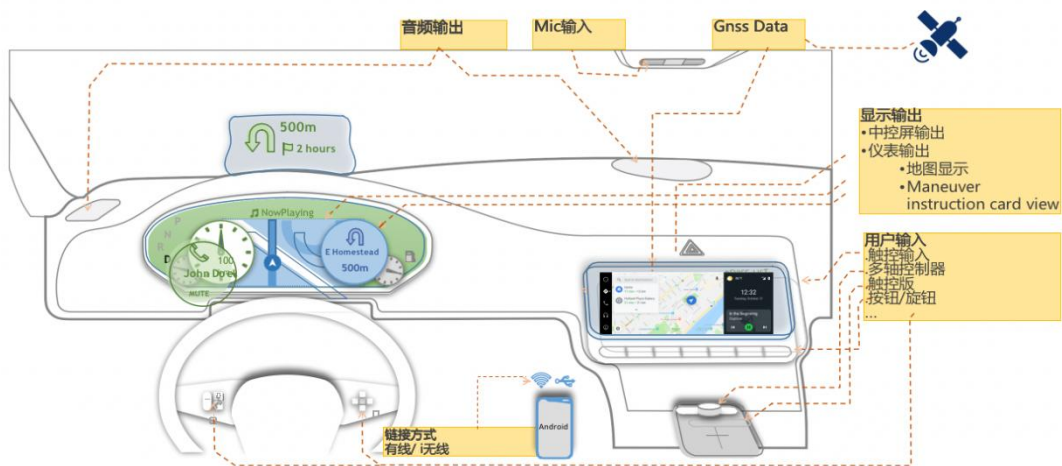 音频输出
Mic输入
Gnss Data
500m
2 hours
显示输出
•中控屏输出
•仪表输出
•地图显示
•Maneuver
instruction card view
NowPlaying
P
N
R
D
100
John Doe
MUTE
E Homestead
500m
用户输入
触控输入
多轴控制器
触控版
按钮/旋钮
...
12:32
Android
链接方式
有线/ i无线